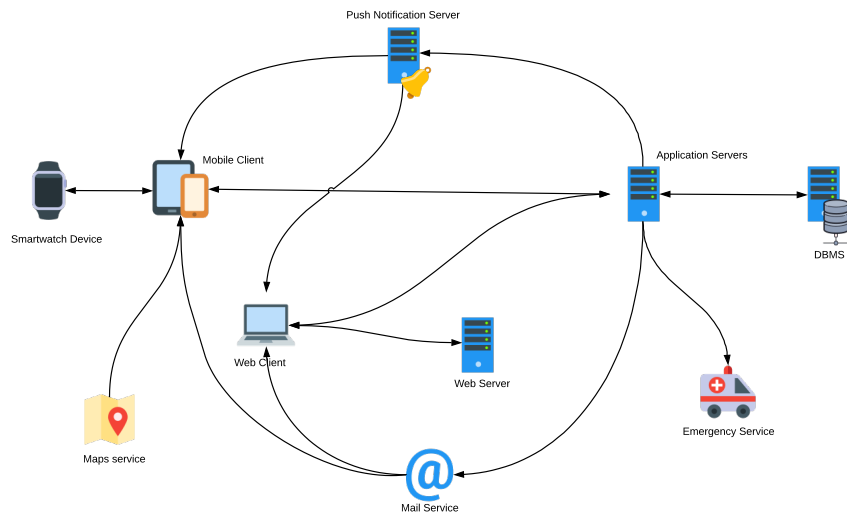 Push Notification Server
Mobile Client
Application Servers
Smartwatch Device
DBMS
Web Client
Web Server
Maps service
Emergency Service
@
Mail Service